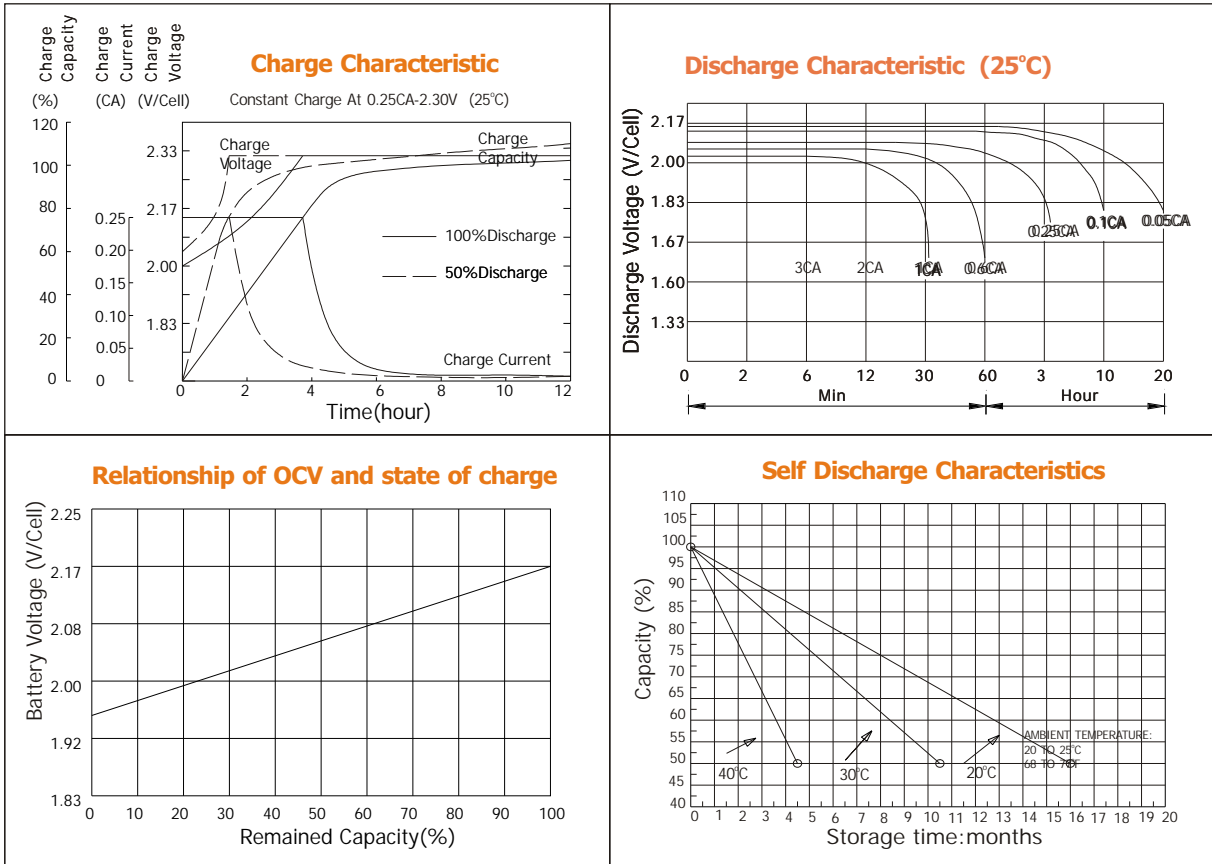 Charge Capacity
Charge Current
Charge Voltage
(%)
(CA)
(V/Cell)
Charge Characteristic
Constant Charge At 0.25CA-2.30V (25°C)
120
100
80
60
40
20
0
0.25
0.20
0.15
0.10
0.05
0
2.33
2.17
2.00
1.83
Charge Voltage
Charge Capacity
100%Discharge
50%Discharge
Charge Current
0 2 4 6 8 10 12
Time(hour)
Discharge Characteristic (25°C)
Discharge Voltage (V/Cell)
2.17
2.00
1.83
1.67
1.60
1.33
3CA 2CA 1CA 0.6CA 0.25CA 0.1CA 0.05CA
0 2 6 12 30 60 3 10 20
Min Hour
Relationship of OCV and state of charge
Battery Voltage (V/Cell)
2.25
2.17
2.08
2.00
1.92
1.83
0 10 20 30 40 50 60 70 80 90 100
Remained Capacity(%)
Self Discharge Characteristics
Capacity (%)
110
105
100
95
90
85
80
75
70
65
60
55
50
45
40
40°C
30°C
20°C
AMBIENT TEMPERATURE:
20 TO 25°C
68 TO
0 1 2 3 4 5 6 7 8 9 10 11 12 13 14 15 16 17 18 19 20
Storage time:months